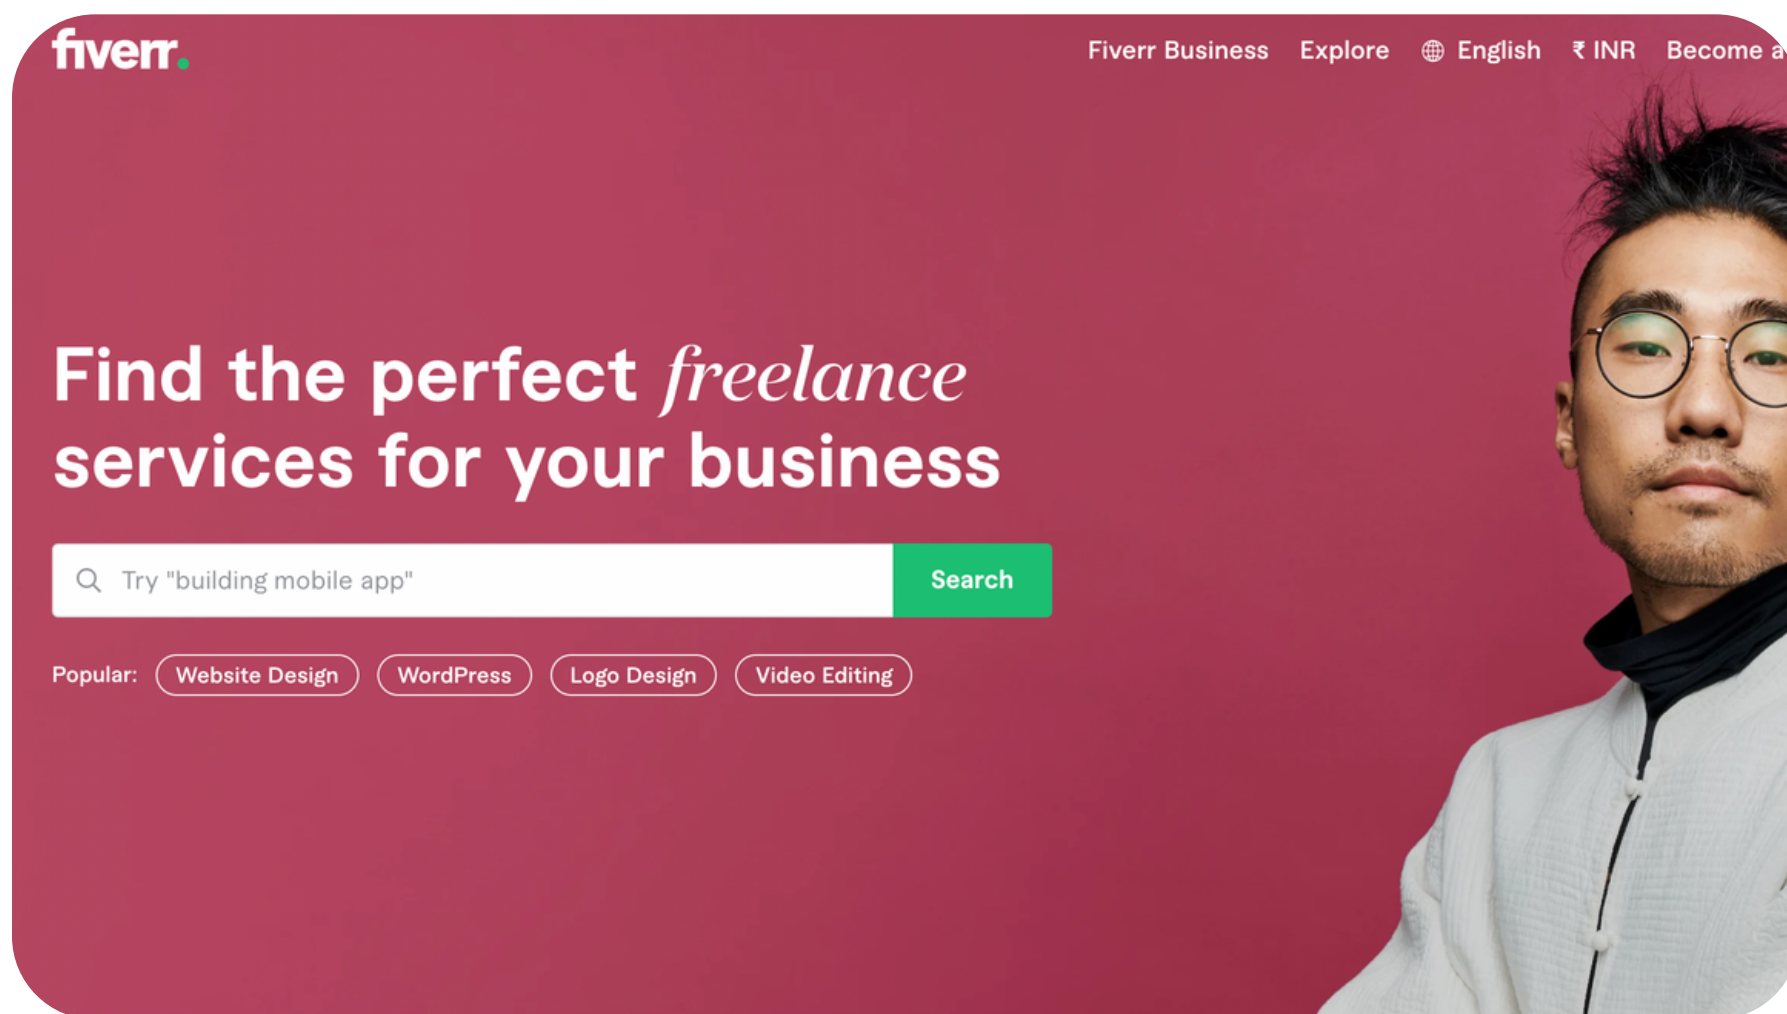 fiverr.
Fiverr Business Explore English ₹ INR Become a
Find the perfect freelance
services for your business
Try "building mobile app"
Search
Popular: Website Design WordPress Logo Design Video Editing